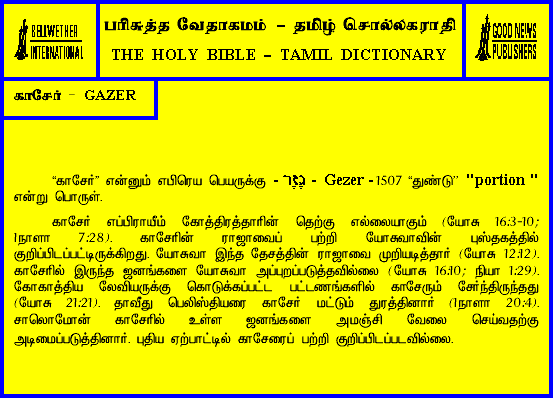 BELLWETHER
INTERNATIONAL
பரிசுத்த வேதாகமம் – தமிழ் சொல்லகராதி
THE HOLY BIBLE – TAMIL DICTIONARY
GOOD NEWS
PUBLISHERS
காசேர் – GAZER
“காசேர்” என்னும் எபிரெய பெயருக்கு - גֶּזֶר - Gezer -1507 “துண்டு” "portion "
என்று பொருள்.
காசேர் எப்பிராயீம் கோத்திரத்தாரின் தெற்கு எல்லையாகும் (யோசு 16:3-10;
1நாளா 7:28). காசேரின் ராஜாவைப் பற்றி யோசுவாவின் புஸ்தகத்தில்
குறிப்பிடப்பட்டிருக்கிறது. யோசுவா இந்த தேசத்தின் ராஜாவை முறியடித்தார் (யோசு 12:12).
காசேரில் இருந்த ஜனங்களை யோசுவா அப்புறப்படுத்தவில்லை (யோசு 16:10; நியா 1:29).
கோகாத்திய லேவியருக்கு கொடுக்கப்பட்ட பட்டணங்களில் காசேரும் சேர்ந்திருந்தது
(யோசு 21:21). தாவீது பெலிஸ்தியரை காசேர் மட்டும் துரத்தினார் (1நாளா 20:4).
சாலொமோன் காசேரில் உள்ள ஜனங்களை அமஞ்சி வேலை செய்வதற்கு
அடிமைப்படுத்தினார். புதிய ஏற்பாட்டில் காசேரைப் பற்றி குறிப்பிடப்படவில்லை.